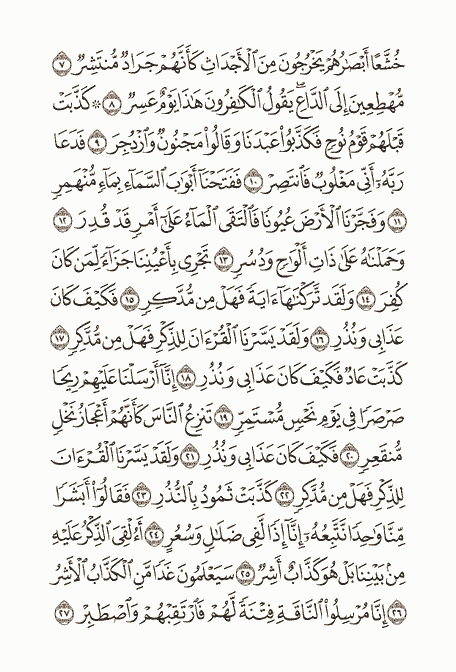 خُشَّعًا أَبْصَٰرُهُمْ يَخْرُجُونَ مِنَ ٱلْأَجْدَاثِ كَأَنَّهُمْ جَرَادٌ مُّنتَشِرٌ ٧
مُّهْطِعِينَ إِلَى ٱلدَّاعِ ۖ يَقُولُ ٱلْكَٰفِرُونَ هَٰذَا يَوْمٌ عَسِرٌ ٨ ۞ كَذَّبَتْ
قَبْلَهُمْ قَوْمُ نُوحٍ فَكَذَّبُوا۟ عَبْدَنَا وَقَالُوا۟ مَجْنُونٌ وَٱزْدُجِرَ ٩ فَدَعَا
رَبَّهُۥٓ أَنِّى مَغْلُوبٌ فَٱنتَصِرْ ١٠ فَفَتَحْنَآ أَبْوَٰبَ ٱلسَّمَآءِ بِمَآءٍ مُّنْهَمِرٍ
١١ وَفَجَّرْنَا ٱلْأَرْضَ عُيُونًا فَٱلْتَقَى ٱلْمَآءُ عَلَىٰٓ أَمْرٍ قَدْ قُدِرَ ١٢
وَحَمَلْنَٰهُ عَلَىٰ ذَاتِ أَلْوَٰحٍ وَدُسُرٍ ١٣ تَجْرِى بِأَعْيُنِنَا جَزَآءً لِّمَن كَانَ
كُفِرَ ١٤ وَلَقَد تَّرَكْنَٰهَآ ءَايَةً فَهَلْ مِن مُّدَّكِرٍ ١٥ فَكَيْفَ كَانَ
عَذَابِى وَنُذُرِ ١٦ وَلَقَدْ يَسَّرْنَا ٱلْقُرْءَانَ لِلذِّكْرِ فَهَلْ مِن مُّدَّكِرٍ ١٧
كَذَّبَتْ عَادٌ فَكَيْفَ كَانَ عَذَابِى وَنُذُرِ ١٨ إِنَّآ أَرْسَلْنَا عَلَيْهِمْ رِيحًا
صَرْصَرًا فِى يَوْمِ نَحْسٍ مُّسْتَمِرٍّ ١٩ تَنزِعُ ٱلنَّاسَ كَأَنَّهُمْ أَعْجَازُ نَخْلٍ
مُّنقَعِرٍ ٢٠ فَكَيْفَ كَانَ عَذَابِى وَنُذُرِ ٢١ وَلَقَدْ يَسَّرْنَا ٱلْقُرْءَانَ
لِلذِّكْرِ فَهَلْ مِن مُّدَّكِرٍ ٢٢ كَذَّبَتْ ثَمُودُ بِٱلنُّذُرِ ٢٣ فَقَالُوٓا۟ أَبَشَرًا
مِّنَّا وَٰحِدًا نَّتَّبِعُهُۥٓ إِنَّآ إِذًا لَّفِى ضَلَٰلٍ وَسُعُرٍ ٢٤ أَءُلْقِىَ ٱلذِّكْرُ عَلَيْهِ
مِنۢ بَيْنِنَا بَلْ هُوَ كَذَّابٌ أَشِرٌ ٢٥ سَيَعْلَمُونَ غَدًا مَّنِ ٱلْكَذَّابُ ٱلْأَشِرُ
٢٦ إِنَّا مُرْسِلُوا۟ ٱلنَّاقَةِ فِتْنَةً لَّهُمْ فَٱرْتَقِبْهُمْ وَٱصْطَبِرْ ٢٧